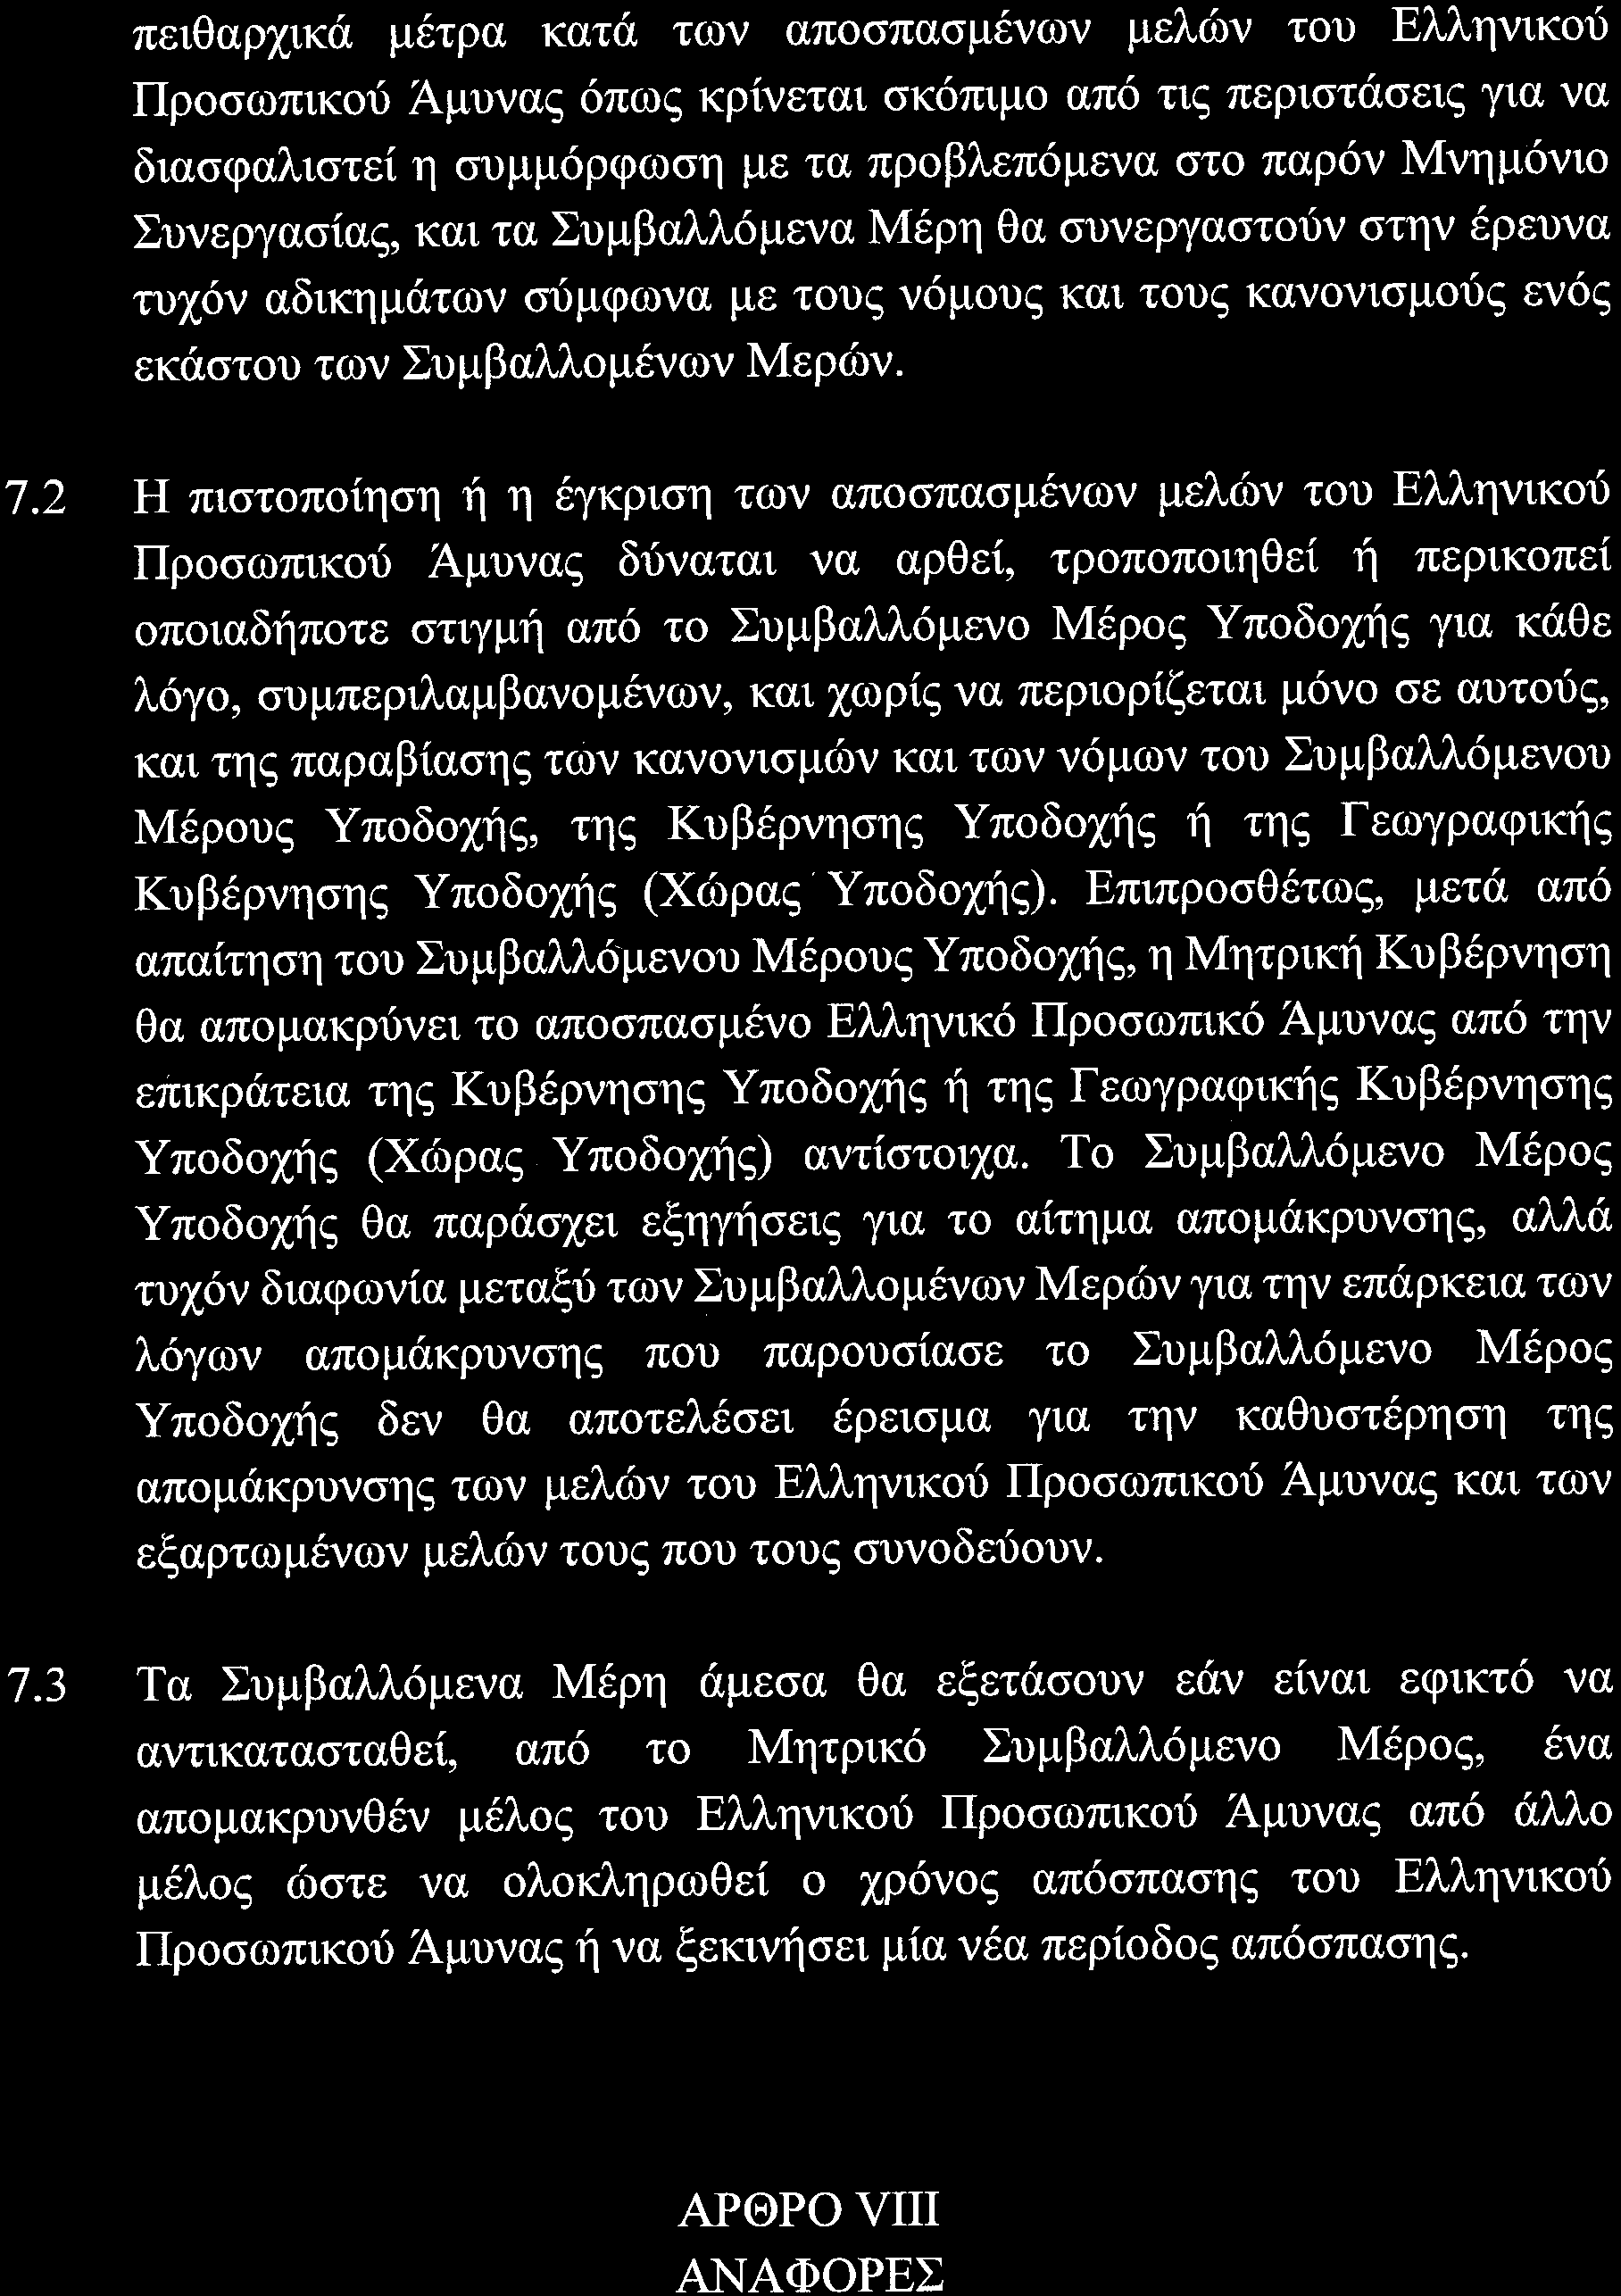 πειθαρχικά μέτρα κατά των αποσπασμένων μελών του Ελληνικού
Προσωπικού Άμυνας όπως κρίνεται σκόπιμο από τις περιστάσεις για να
διασφαλιστεί η συμμόρφωση με τα προβλεπόμενα στο παρόν Μνημόνιο
Συνεργασίας, και τα Συμβαλλόμενα Μέρη θα συνεργαστούν στην έρευνα
τυχόν αδικημάτων σύμφωνα με τους νόμους και τους κανονισμούς ενός
εκάστου των Συμβαλλομένων Μερών.
7.2 Η πιστοποίηση ή η έγκριση των αποσπασμένων μελών του Ελληνικού
Προσωπικού Άμυνας δύναται να αρθεί, τροποποιηθεί ή περικοπεί
οποιαδήποτε στιγμή από το Συμβαλλόμενο Μέρος Υποδοχής για κάθε
λόγο, συμπεριλαμβανομένων, και χωρίς να περιορίζεται μόνο σε αυτούς,
και της παραβίασης των κανονισμών και των νόμων του Συμβαλλόμενου
Μέρους Υποδοχής, της Κυβέρνησης Υποδοχής ή της Γεωγραφικής
Κυβέρνησης Υποδοχής (Χώρας Υποδοχής). Επιπροσθέτως, μετά από
απαίτηση του Συμβαλλόμενου Μέρους Υποδοχής, η Μητρική Κυβέρνηση
θα απομακρύνει το αποσπασμένο Ελληνικό Προσωπικό Άμυνας από την
επικράτεια της Κυβέρνησης Υποδοχής ή της Γεωγραφικής Κυβέρνησης
Υποδοχής (Χώρας Υποδοχής) αντίστοιχα. Το Συμβαλλόμενο Μέρος
Υποδοχής θα παράσχει εξηγήσεις για το αίτημα απομάκρυνσης, αλλά
τυχόν διαφωνία μεταξύ των Συμβαλλομένων Μερών για την επάρκεια των
λόγων απομάκρυνσης που παρουσίασε το Συμβαλλόμενο Μέρος
Υποδοχής δεν θα αποτελέσει έρεισμα για την καθυστέρηση της
απομάκρυνσης των μελών του Ελληνικού Προσωπικού Άμυνας και των
εξαρτωμένων μελών τους που τους συνοδεύουν.
7.3 Τα Συμβαλλόμενα Μέρη άμεσα θα εξετάσουν εάν είναι εφικτό να
αντικατασταθεί, από το Μητρικό Συμβαλλόμενο Μέρος, ένα
απομακρυνθέν μέλος του Ελληνικού Προσωπικού Άμυνας από άλλο
μέλος ώστε να ολοκληρωθεί ο χρόνος απόσπασης του Ελληνικού
Προσωπικού Άμυνας ή να ξεκινήσει μία νέα περίοδος απόσπασης.
ΑΡΘΡΟ VIII
ΑΝΑΦΟΡΕΣ